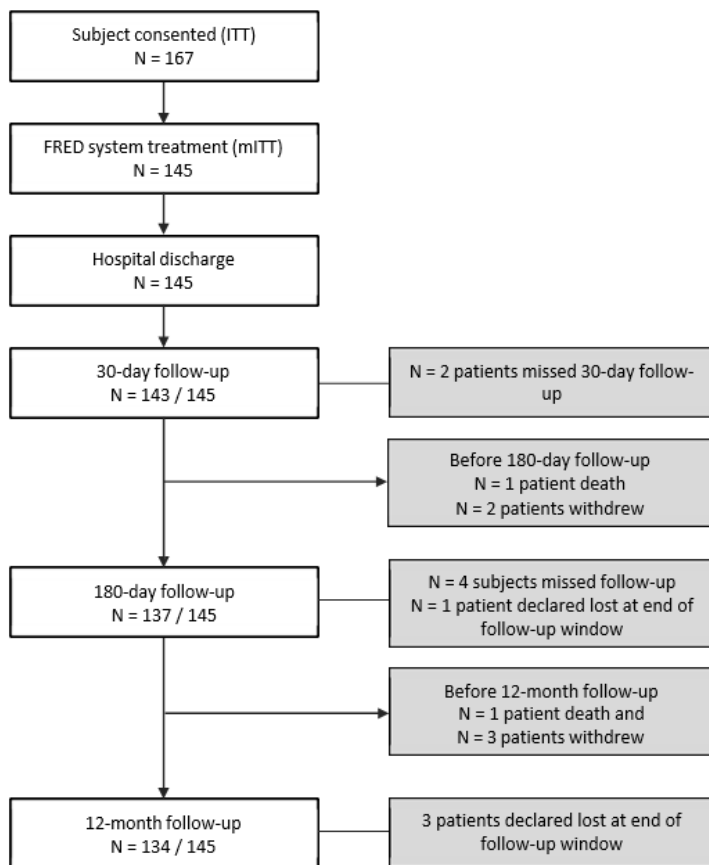 Subject consented (ITT)
N = 167
FRED system treatment (mITT)
N = 145
Hospital discharge
N = 145
30-day follow-up
N = 143 / 145
N = 2 patients missed 30-day follow-
up
Before 180-day follow-up
N = 1 patient death
N = 2 patients withdrew
180-day follow-up
N = 137 / 145
N = 4 subjects missed follow-up
N = 1 patient declared lost at end of
follow-up window
Before 12-month follow-up
N = 1 patient death and
N = 3 patients withdrew
12-month follow-up
N = 134 / 145
3 patients declared lost at end of
follow-up window